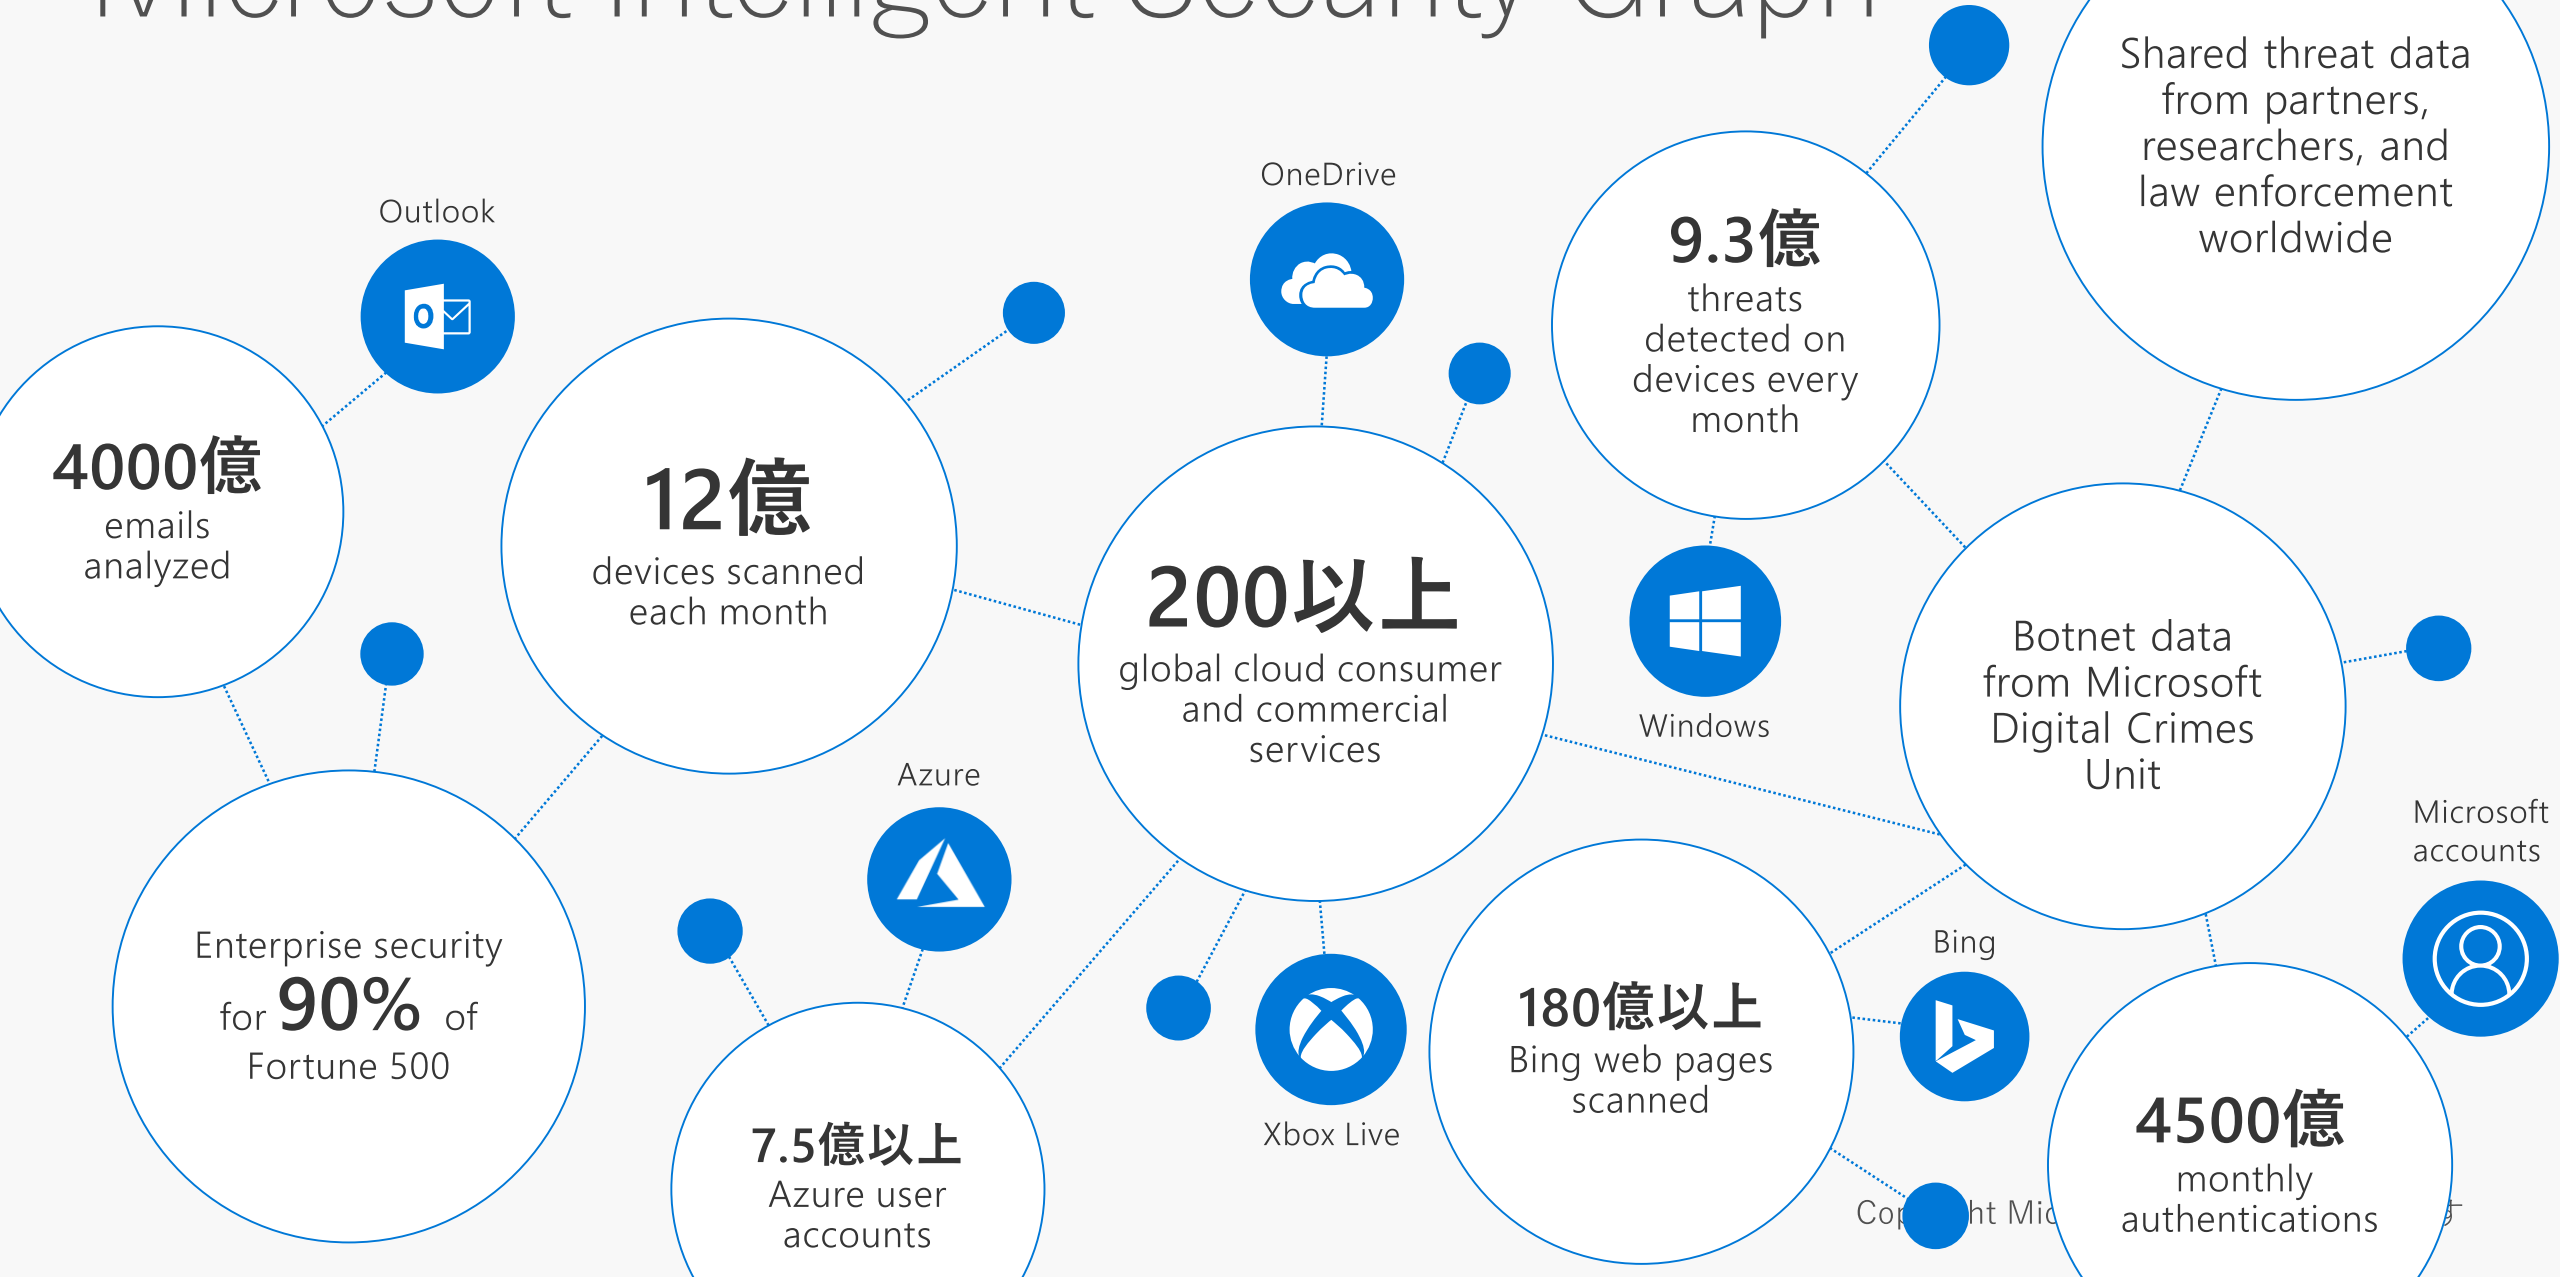 Microsoft Intelligent Security Graph
Shared threat data
from partners,
researchers, and
law enforcement
worldwide
OneDrive
Outlook
9.3億
threats
detected on
devices every
month
4000億
emails
analyzed
12億
devices scanned
each month
200以上
global cloud consumer
and commercial
services
Windows
Botnet data
from Microsoft
Digital Crimes
Unit
Azure
Microsoft
accounts
Enterprise security
for 90% of
Fortune 500
Bing
180億以上
Bing web pages
scanned
Xbox Live
7.5億以上
Azure user
accounts
4500億
monthly
authentications